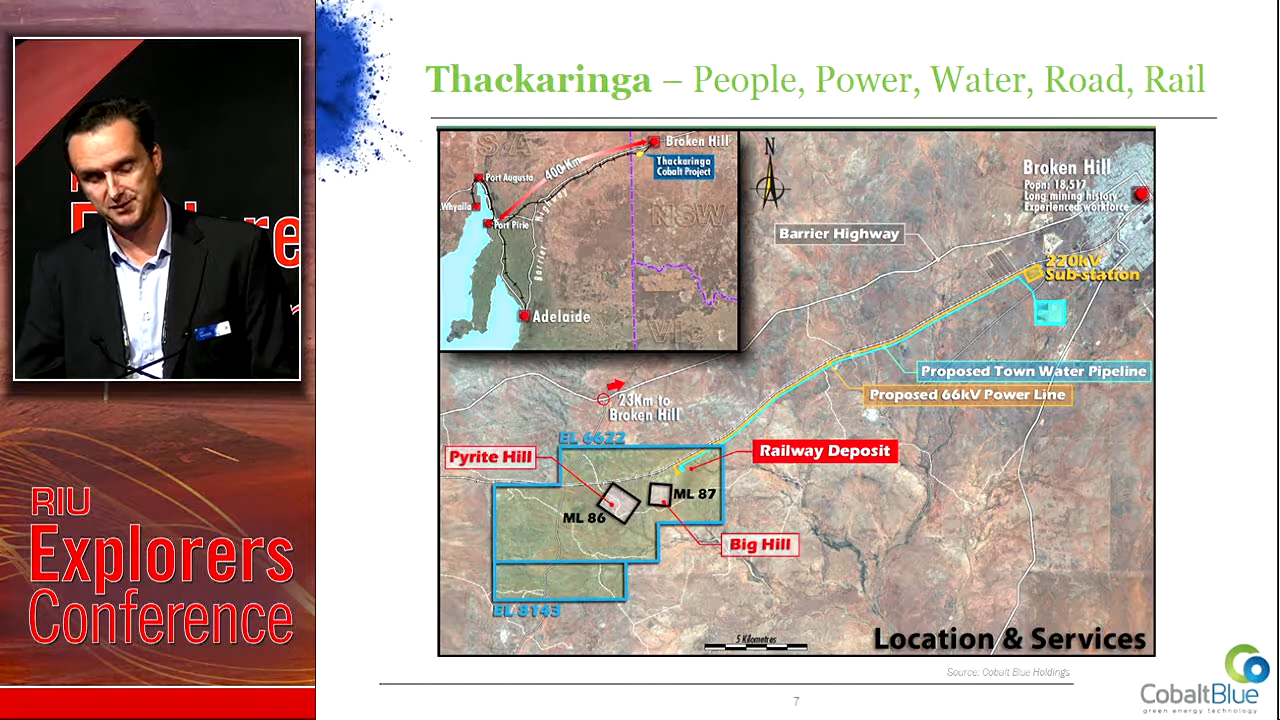 Explore
RIU
Explorers
Conference
Thackaringa – People, Power, Water, Road, Rail
S.A
Broken Hill
Thackaringa
Cobalt Project
400 Km
Port Augusta
Whyalla
Port Pirie
Barrier Highway
NSW
Adelaide
Vic
N
Broken Hill
Popn: 18,517
Long mining history
Experienced workforce
Barrier Highway
220kV
Sub-station
Proposed Town Water Pipeline
Proposed 66kV Power Line
23Km to
Broken Hill
EL 6622
Pyrite Hill
Railway Deposit
ML 87
ML 86
Big Hill
EL 8143
5 Kilometres
Location & Services
Source: Cobalt Blue Holdings
7
CobaltBlue
green energy technology